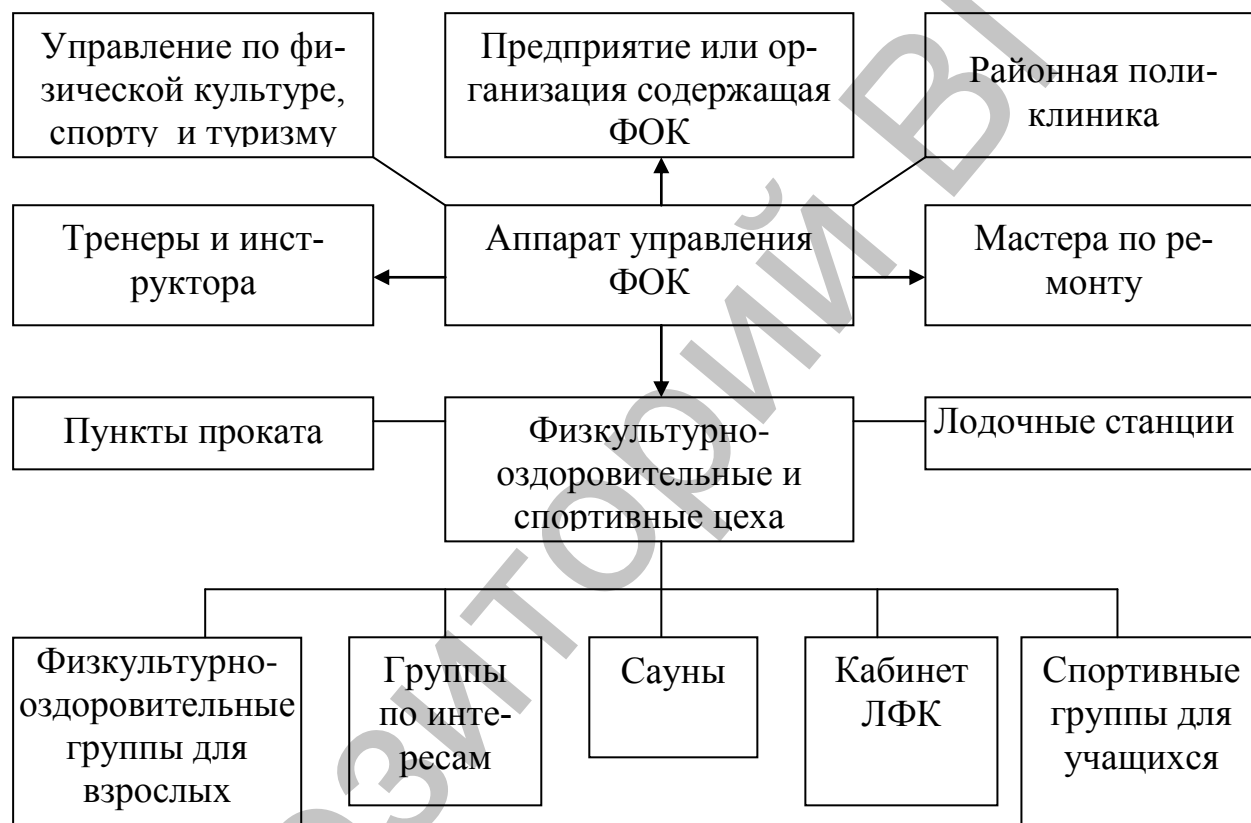 Управление по фи-
зической культуре,
спорту и туризму
Предприятие или ор-
ганизация содержащая
ФОК
Районная поли-
клиника
Тренеры и инст-
руктора
Аппарат управления
ФОК
Мастера по ре-
монту
Пункты проката
Физкультурно-
оздоровительные и
спортивные цеха
Лодочные станции
Физкультурно-
оздоровительные
группы для
взрослых
Группы
по инте-
ресам
Сауны
Кабинет
ЛФК
Спортивные
группы для
учащихся